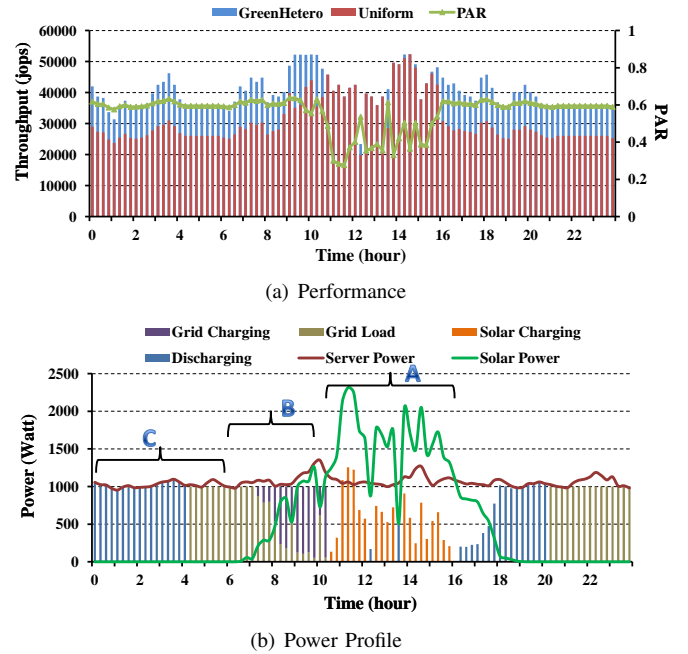 GreenHetero Uniform PAR
60000 1
50000 0.8
40000 0.6
30000
0.4
20000
10000 0.2
0 0
Throughput (jops)
PAR
0 2 4 6 8 10 12 14 16 18 20 22
Time (hour)
(a) Performance
Grid Charging Grid Load Solar Charging
Discharging Server Power Solar Power
2500
2000
1500
1000
500
0
Power (Watt)
A
B
C
0 2 4 6 8 10 12 14 16 18 20 22
Time (hour)
(b) Power Profile